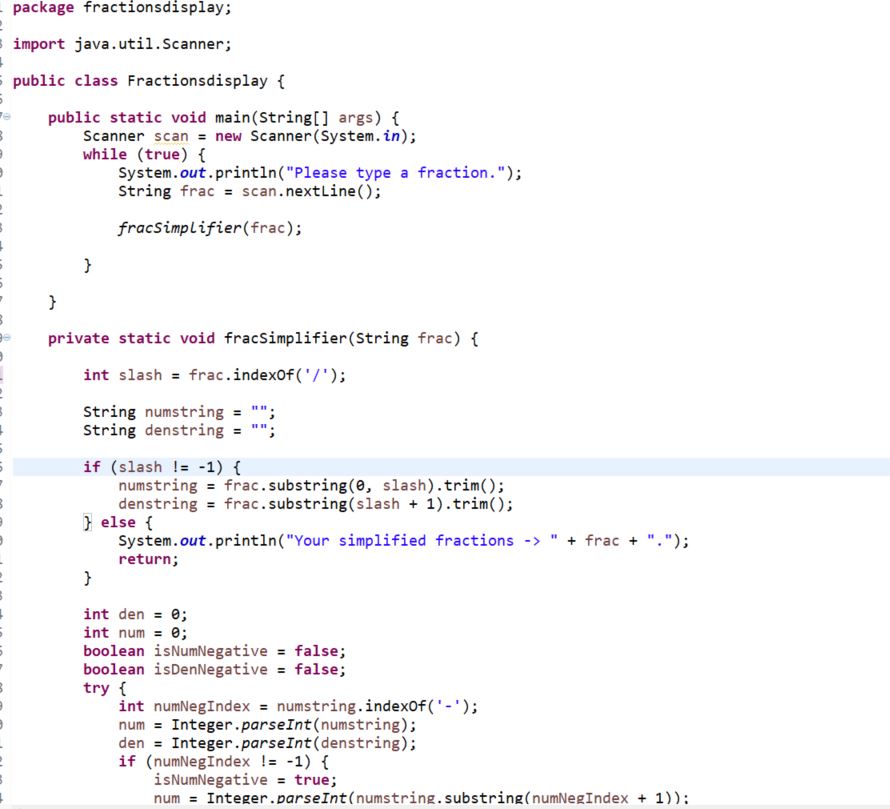 package fractionsdisplay;
import java.util.Scanner;
public class Fractionsdisplay {
public static void main(String[] args) {
Scanner scan = new Scanner(System.in);
while (true) {
System.out.println("Please type a fraction.");
String frac = scan.nextLine();
fracSimplifier(frac);
}
}
private static void fracSimplifier(String frac) {
int slash = frac.indexOf('/');
String numstring = "";
String denstring = "";
if (slash != -1) {
numstring = frac.substring(0, slash).trim();
denstring = frac.substring(slash + 1).trim();
} else {
System.out.println("Your simplified fractions -> " + frac + ".");
return;
}
int den = 0;
int num = 0;
boolean isNumNegative = false;
boolean isDenNegative = false;
try {
int numNegIndex = numstring.indexOf('-');
num = Integer.parseInt(numstring);
den = Integer.parseInt(denstring);
if (numNegIndex != -1) {
isNumNegative = true;
num = Integer.parseInt(numstring.substring(numNegIndex + 1));